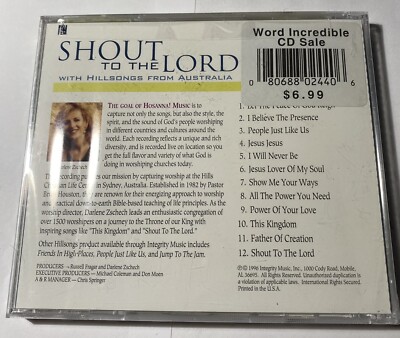 SHOUT
TO THE LORD
WITH HILLSONGS FROM AUSTRALIA
Word Incredible
CD Sale
0 80688 02440 6
$6.99
THE GOAL OF HOSANNA! MUSIC is to
capture not only the songs, but also the style, the
spirit, and the sound of God's people worshiping
in different countries and cultures around the
world. Each recording reflects a unique and rich
diversity, and is recorded live on location so you
get the full flavor and variety of what God is
doing in worshiping churches today.
Zschech
recording pursues our mission by capturing worship at the Hills
Christian Life Centre in Sydney, Australia. Established in 1982 by Pastor
Brian Houston, they are known for their energizing approach to worship
and practical down-to-earth Bible-based teaching of life principles. As the
worship director, Darlene Zschech leads an enthusiastic congregation of
over 1500 worshipers on a journey to the Throne of our King with
inspiring songs like "This Kingdom" and "Shout To The Lord."
Other Hillsongs product available through Integrity Music includes
Friends In High Places, People Just Like Us, and Jump To The Jam.
PRODUCERS – Russell Fragar and Darlene Zschech
EXECUTIVE PRODUCERS – Michael Coleman and Don Moen
A & R MANAGER – Chris Springer
1. Let The Peace Of God Reign
2. I Believe The Presence
3. People Just Like Us
4. Jesus Jesus
5. I Will Never Be
6. Jesus Lover Of My Soul
7. Show Me Your Ways
8. All The Power You Need
9. Power Of Your Love
10. This Kingdom
11. Father Of Creation
12. Shout To The Lord
℗© 1996 Integrity Music, Inc., 1000 Cody Road, Mobile,
AL 36695. All Rights Reserved. Unauthorized duplication is
a violation of applicable laws. International Rights Secured.
Printed in the U.S.A.